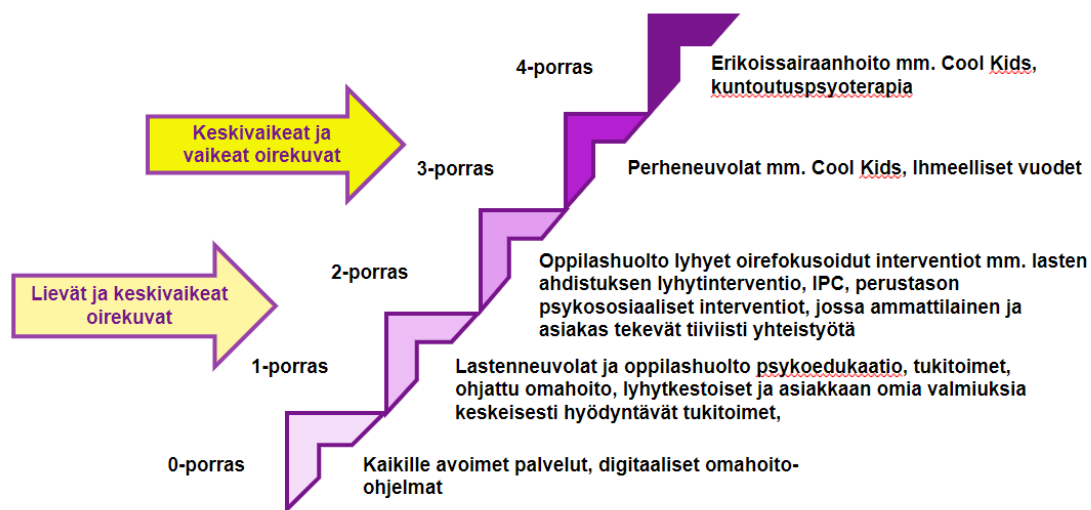 4-porras
Erikoissairaanhoito mm. Cool Kids,
kuntoutuspsyoterapia
Keskivaikeat ja
vaikeat oirekuvat
3-porras
Perheneuvolat mm. Cool Kids, Ihmeelliset vuodet
2-porras
Oppilashuolto lyhyet oirefokusoidut interventiot mm. lasten
ahdistuksen lyhytinterventio, IPC, perustason
psykososiaaliset interventiot, jossa ammattilainen ja
asiakas tekevät tiiviisti yhteistyötä
Lievät ja keskivaikeat
oirekuvat
1-porras
Lastenneuvolat ja oppilashuolto psykoedukaatio, tukitoimet,
ohjattu omahoito, lyhytkestoiset ja asiakkaan omia valmiuksia
keskeisesti hyödyntävät tukitoimet,
0-porras
Kaikille avoimet palvelut, digitaaliset omahoito-
ohjelmat